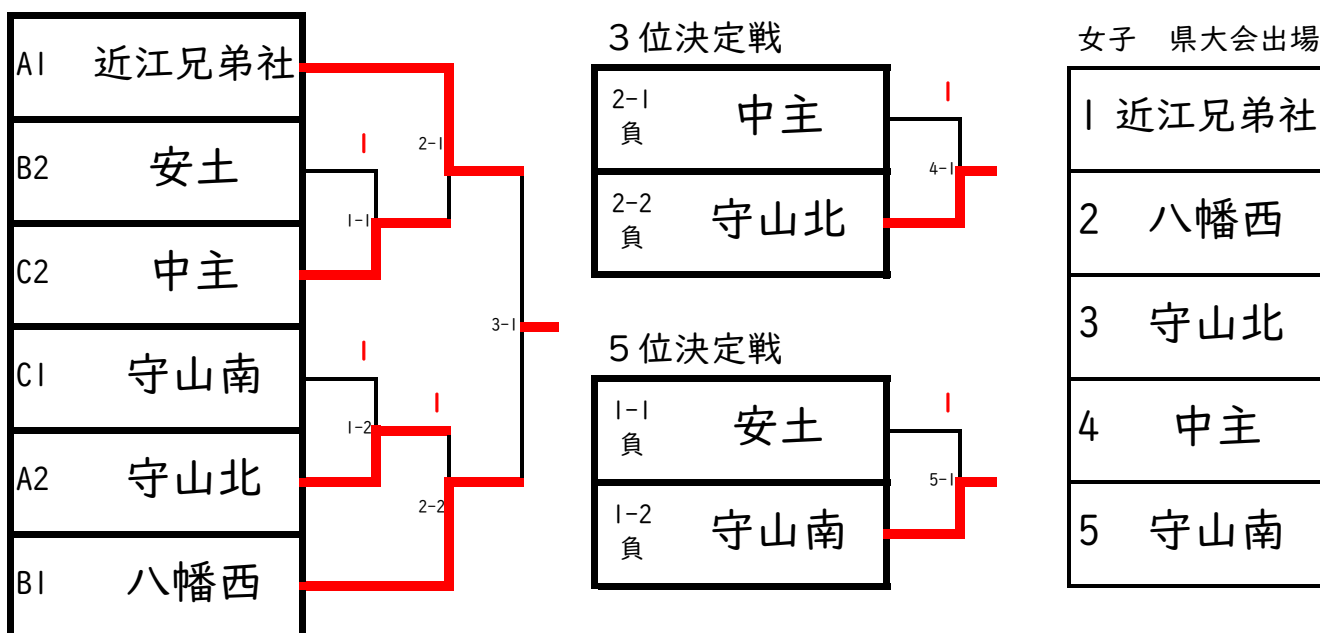 A1 近江兄弟社
B2 安土
C2 中主
C1 守山南
A2 守山北
B1 八幡西
1
1-1
2-1
1
1-2
1
2-2
3-1
3位決定戦
2-1
負 中主
2-2
負 守山北
1
4-1
5位決定戦
1-1
負 安土
1-2
負 守山南
1
5-1
女子 県大会出場
1 近江兄弟社
2 八幡西
3 守山北
4 中主
5 守山南